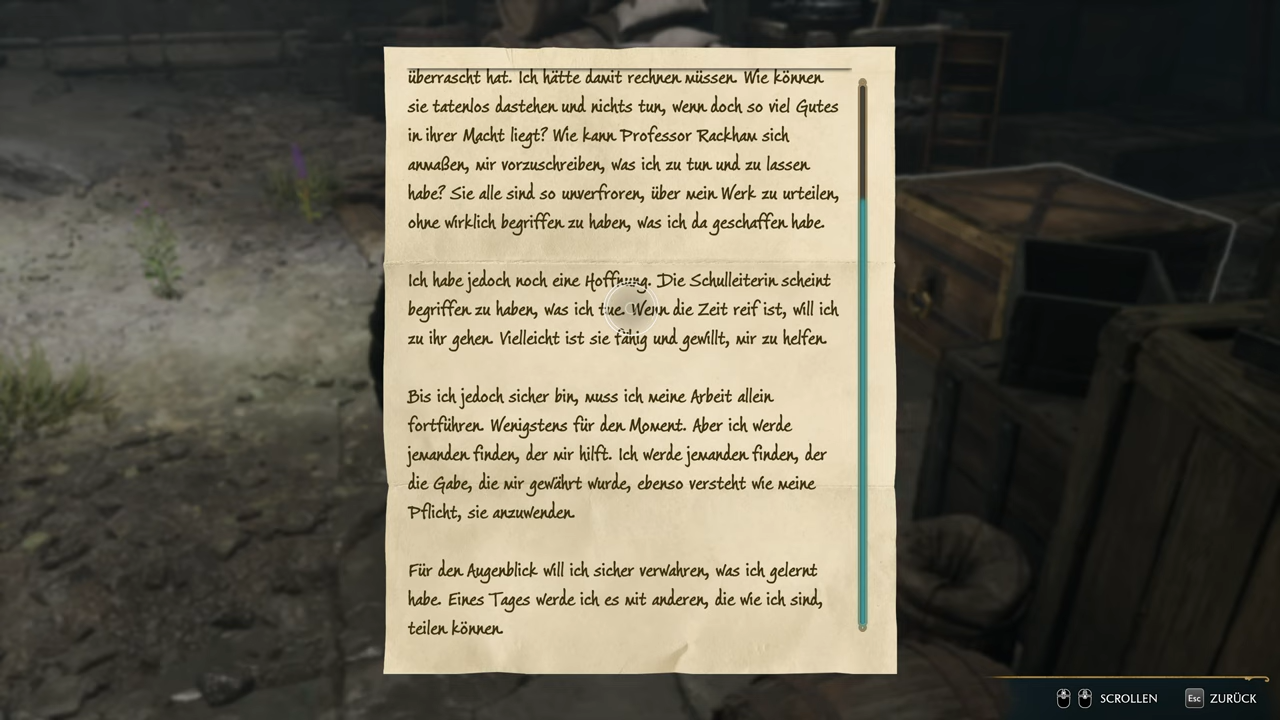 überrascht hat. Ich hätte damit rechnen müssen. Wie können
sie tatenlos dastehen und nichts tun, wenn doch so viel Gutes
in ihrer Macht liegt? Wie kann Professor Rackham sich
anmaßen, mir vorzuschreiben, was ich zu tun und zu lassen
habe? Sie alle sind so unverfroren, über mein Werk zu urteilen,
ohne wirklich begriffen zu haben, was ich da geschaffen habe.
Ich habe jedoch noch eine Hoffnung. Die Schulleiterin scheint
begriffen zu haben, was ich tue. Wenn die Zeit reif ist, will ich
zu ihr gehen. Vielleicht ist sie fähig und gewillt, mir zu helfen.
Bis ich jedoch sicher bin, muss ich meine Arbeit allein
fortführen. Wenigstens für den Moment. Aber ich werde
jemanden finden, der mir hilft. Ich werde jemanden finden, der
die Gabe, die mir gewährt wurde, ebenso versteht wie meine
Pflicht, sie anzuwenden.
Für den Augenblick will ich sicher verwahren, was ich gelernt
habe. Eines Tages werde ich es mit anderen, die wie ich sind,
teilen können.
SCROLLEN
Esc ZURÜCK